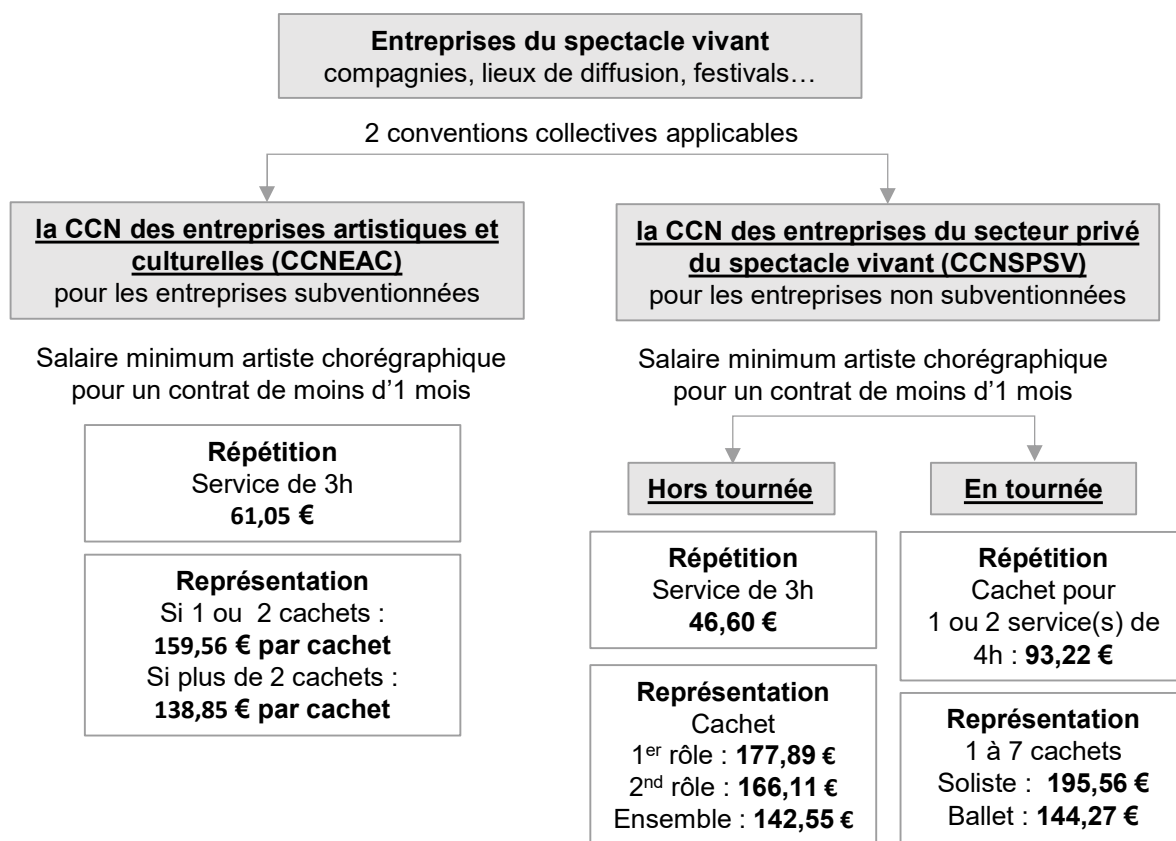 Entreprises du spectacle vivant
compagnies, lieux de diffusion, festivals…
2 conventions collectives applicables
la CCN des entreprises artistiques et
culturelles (CCNEAC)
pour les entreprises subventionnées
Salaire minimum artiste chorégraphique
pour un contrat de moins d’1 mois
Répétition
Service de 3h
61,05 €
Représentation
Si 1 ou 2 cachets :
159,56 € par cachet
Si plus de 2 cachets :
138,85 € par cachet
la CCN des entreprises du secteur privé
du spectacle vivant (CCNSPSV)
pour les entreprises non subventionnées
Salaire minimum artiste chorégraphique
pour un contrat de moins d’1 mois
Hors tournée
Répétition
Service de 3h
46,60 €
Représentation
Cachet
1er rôle : 177,89 €
2nd rôle : 166,11 €
Ensemble : 142,55 €
En tournée
Répétition
Cachet pour
1 ou 2 service(s) de
4h : 93,22 €
Représentation
1 à 7 cachets
Soliste : 195,56 €
Ballet : 144,27 €